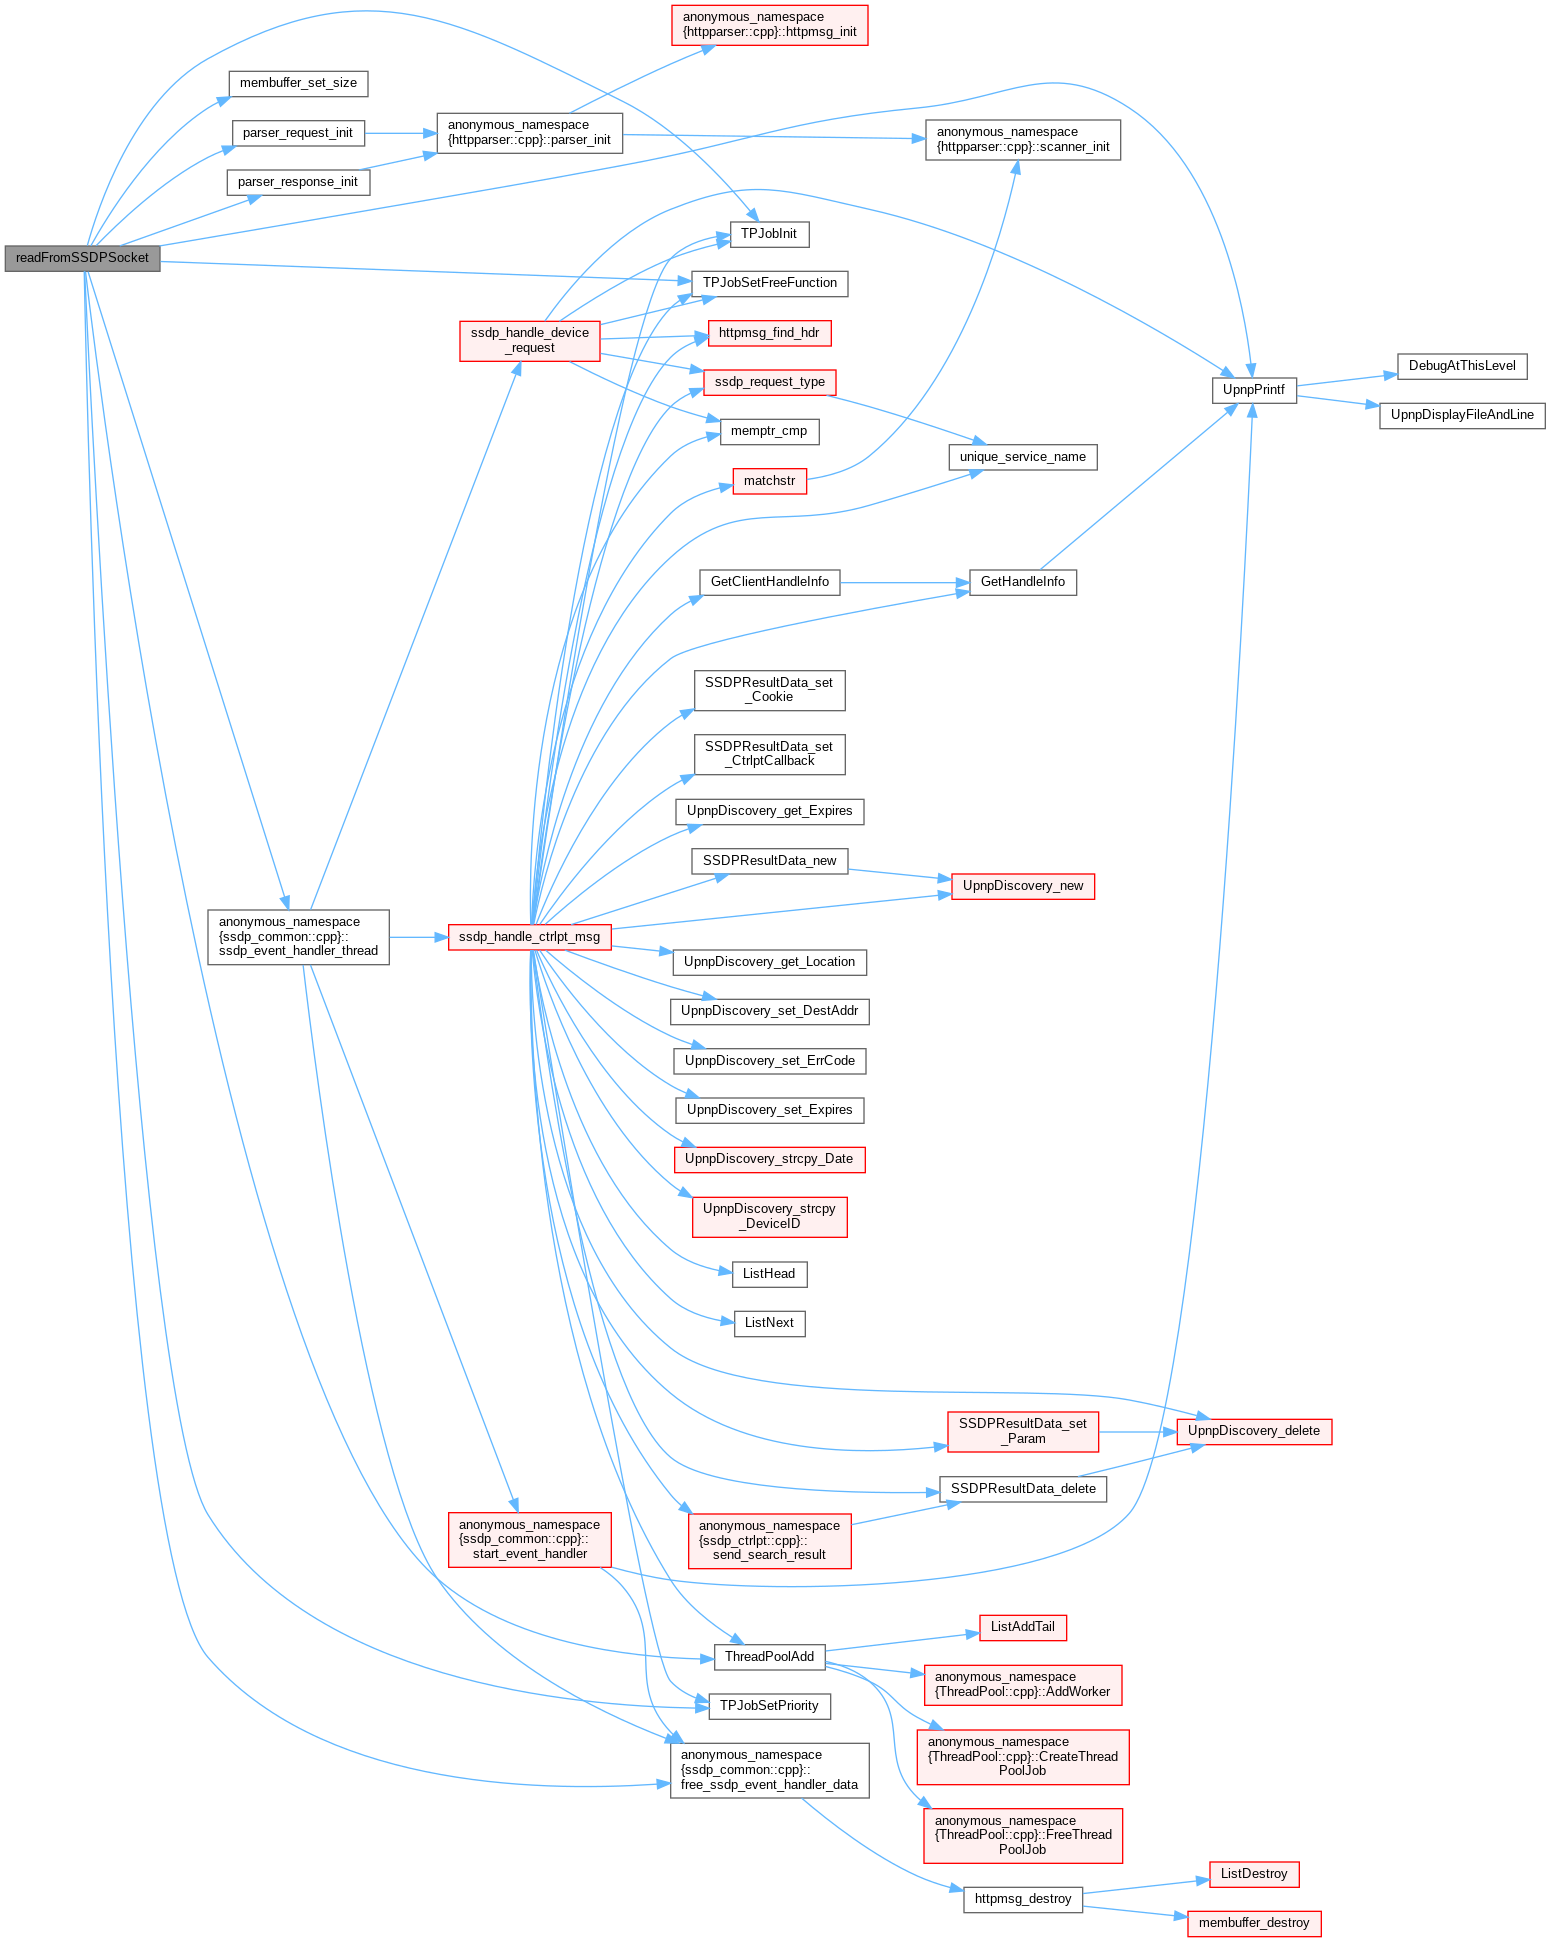 anonymous_namespace
{httpparser::cpp}::httpmsg_init
membuffer_set_size
parser_request_init
anonymous_namespace
{httpparser::cpp}::parser_init
anonymous_namespace
{httpparser::cpp}::scanner_init
parser_response_init
TPJobInit
readFromSSDPSocket
TPJobSetFreeFunction
ssdp_handle_device
_request
httpmsg_find_hdr
ssdp_request_type
UpnpPrintf
DebugAtThisLevel
UpnpDisplayFileAndLine
memptr_cmp
unique_service_name
matchstr
GetClientHandleInfo
GetHandleInfo
SSDPResultData_set
_Cookie
SSDPResultData_set
_CtrlptCallback
UpnpDiscovery_get_Expires
SSDPResultData_new
UpnpDiscovery_new
anonymous_namespace
{ssdp_common::cpp}::
ssdp_event_handler_thread
ssdp_handle_ctrlpt_msg
UpnpDiscovery_get_Location
UpnpDiscovery_set_DestAddr
UpnpDiscovery_set_ErrCode
UpnpDiscovery_set_Expires
UpnpDiscovery_strcpy_Date
UpnpDiscovery_strcpy
_DeviceID
ListHead
ListNext
SSDPResultData_set
_Param
UpnpDiscovery_delete
SSDPResultData_delete
anonymous_namespace
{ssdp_common::cpp}::
start_event_handler
anonymous_namespace
{ssdp_ctrlpt::cpp}::
send_search_result
ListAddTail
ThreadPoolAdd
anonymous_namespace
{ThreadPool::cpp}::AddWorker
TPJobSetPriority
anonymous_namespace
{ThreadPool::cpp}::CreateThread
PoolJob
anonymous_namespace
{ssdp_common::cpp}::
free_ssdp_event_handler_data
anonymous_namespace
{ThreadPool::cpp}::FreeThread
PoolJob
ListDestroy
httpmsg_destroy
membuffer_destroy